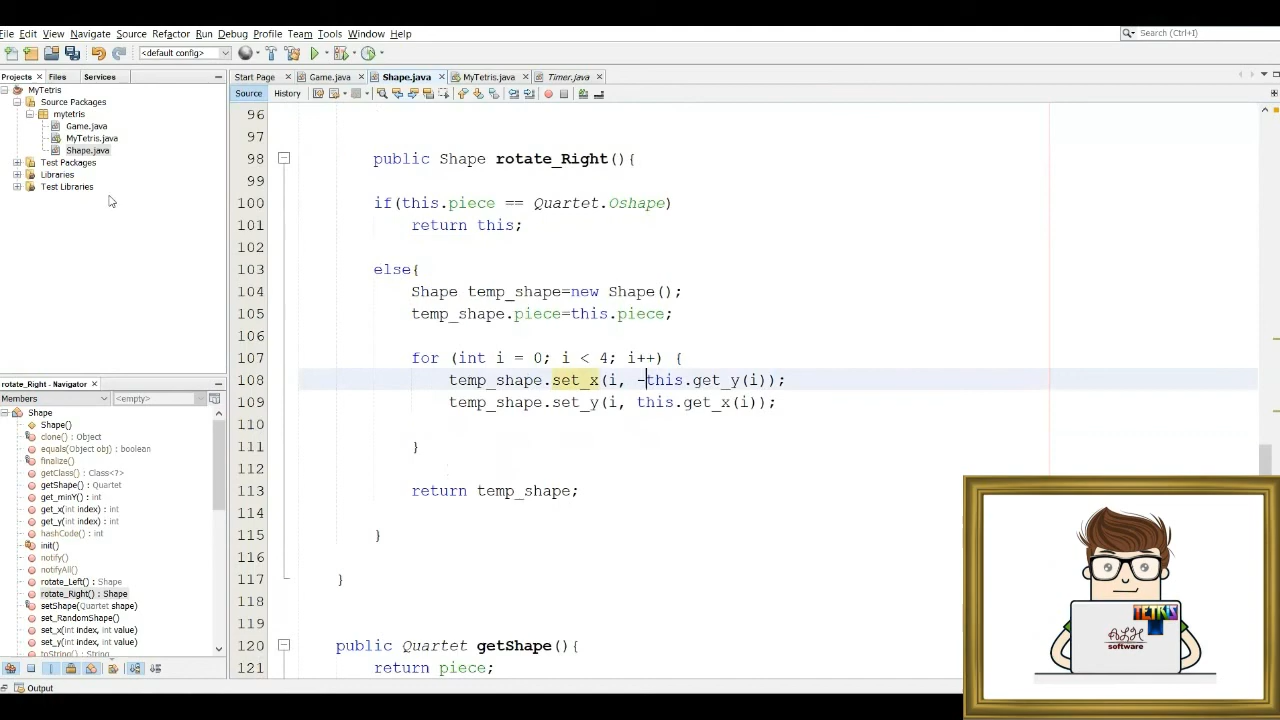 File Edit View Navigate Source Refactor Run Debug Profile Team Tools Window Help
Search (Ctrl+I)
<default config>
Projects Files Services
Start Page Game.java Shape.java MyTetris.java Timer.java
Source History
MyTetris
Source Packages
mytetris
Game.java
MyTetris.java
Shape.java
Test Packages
Libraries
Test Libraries
rotate_Right() - Navigator
Members <empty>
Shape
Shape()
clone() : Object
equals(Object obj) : boolean
finalize()
getClass() : Class<?>
getShape() : Quartet
get_minY() : int
get_x(int index) : int
get_y(int index) : int
hashCode() : int
init()
notify()
notifyAll()
rotate_Left() : Shape
rotate_Right() : Shape
setShape(Quartet shape)
set_RandomShape()
set_x(int index, int value)
set_y(int index, int value)
toString() : String
Output
96
97
98 public Shape rotate_Right(){
99
100 if(this.piece == Quartet.Oshape)
101 return this;
102
103 else{
104 Shape temp_shape=new Shape();
105 temp_shape.piece=this.piece;
106
107 for (int i = 0; i < 4; i++) {
108 temp_shape.set_x(i, -this.get_y(i));
109 temp_shape.set_y(i, this.get_x(i));
110
111 }
112
113 return temp_shape;
114
115 }
116
117 }
118
119
120 public Quartet getShape(){
121 return piece;
TETRIS
software